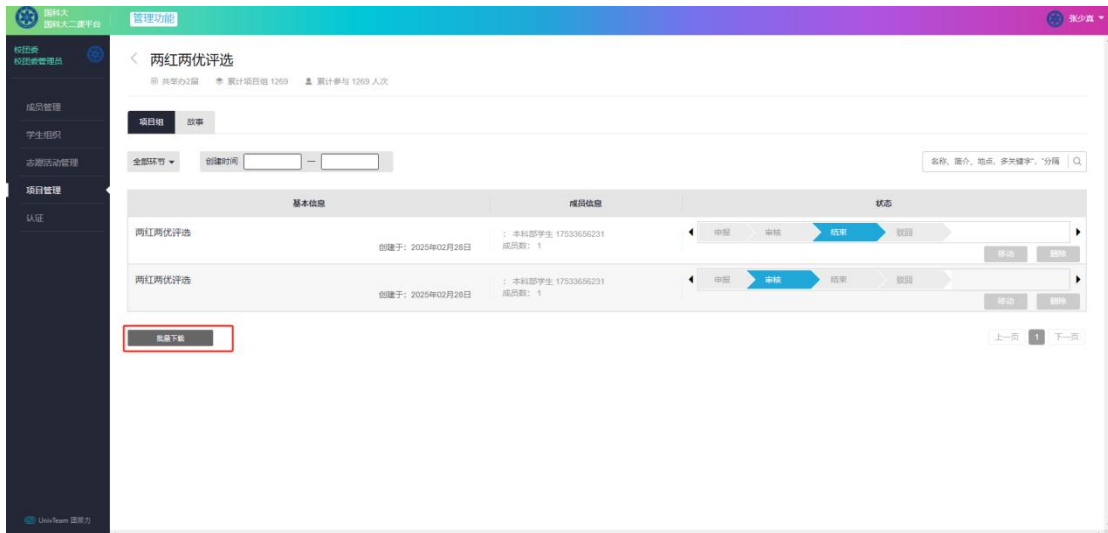 国科大
国科大二课平台
管理功能
张少真
校团委
校团委管理员
成员管理
学生组织
志愿活动管理
项目管理
认证
UnivTeam 团聚力
两红两优评选
共举办2届 累计项目组 1269 累计参与 1269 人次
项目组 故事
全部环节 创建时间 —
名称、简介、地点，多关键字","分隔
基本信息 成员信息 状态
两红两优评选
创建于：2025年02月28日
：本科部学生 17533656231
成员数：1
申报 审核 结束 驳回
移动 删除
两红两优评选
创建于：2025年02月28日
：本科部学生 17533656231
成员数：1
申报 审核 结束 驳回
移动 删除
批量下载
上一页 1 下一页